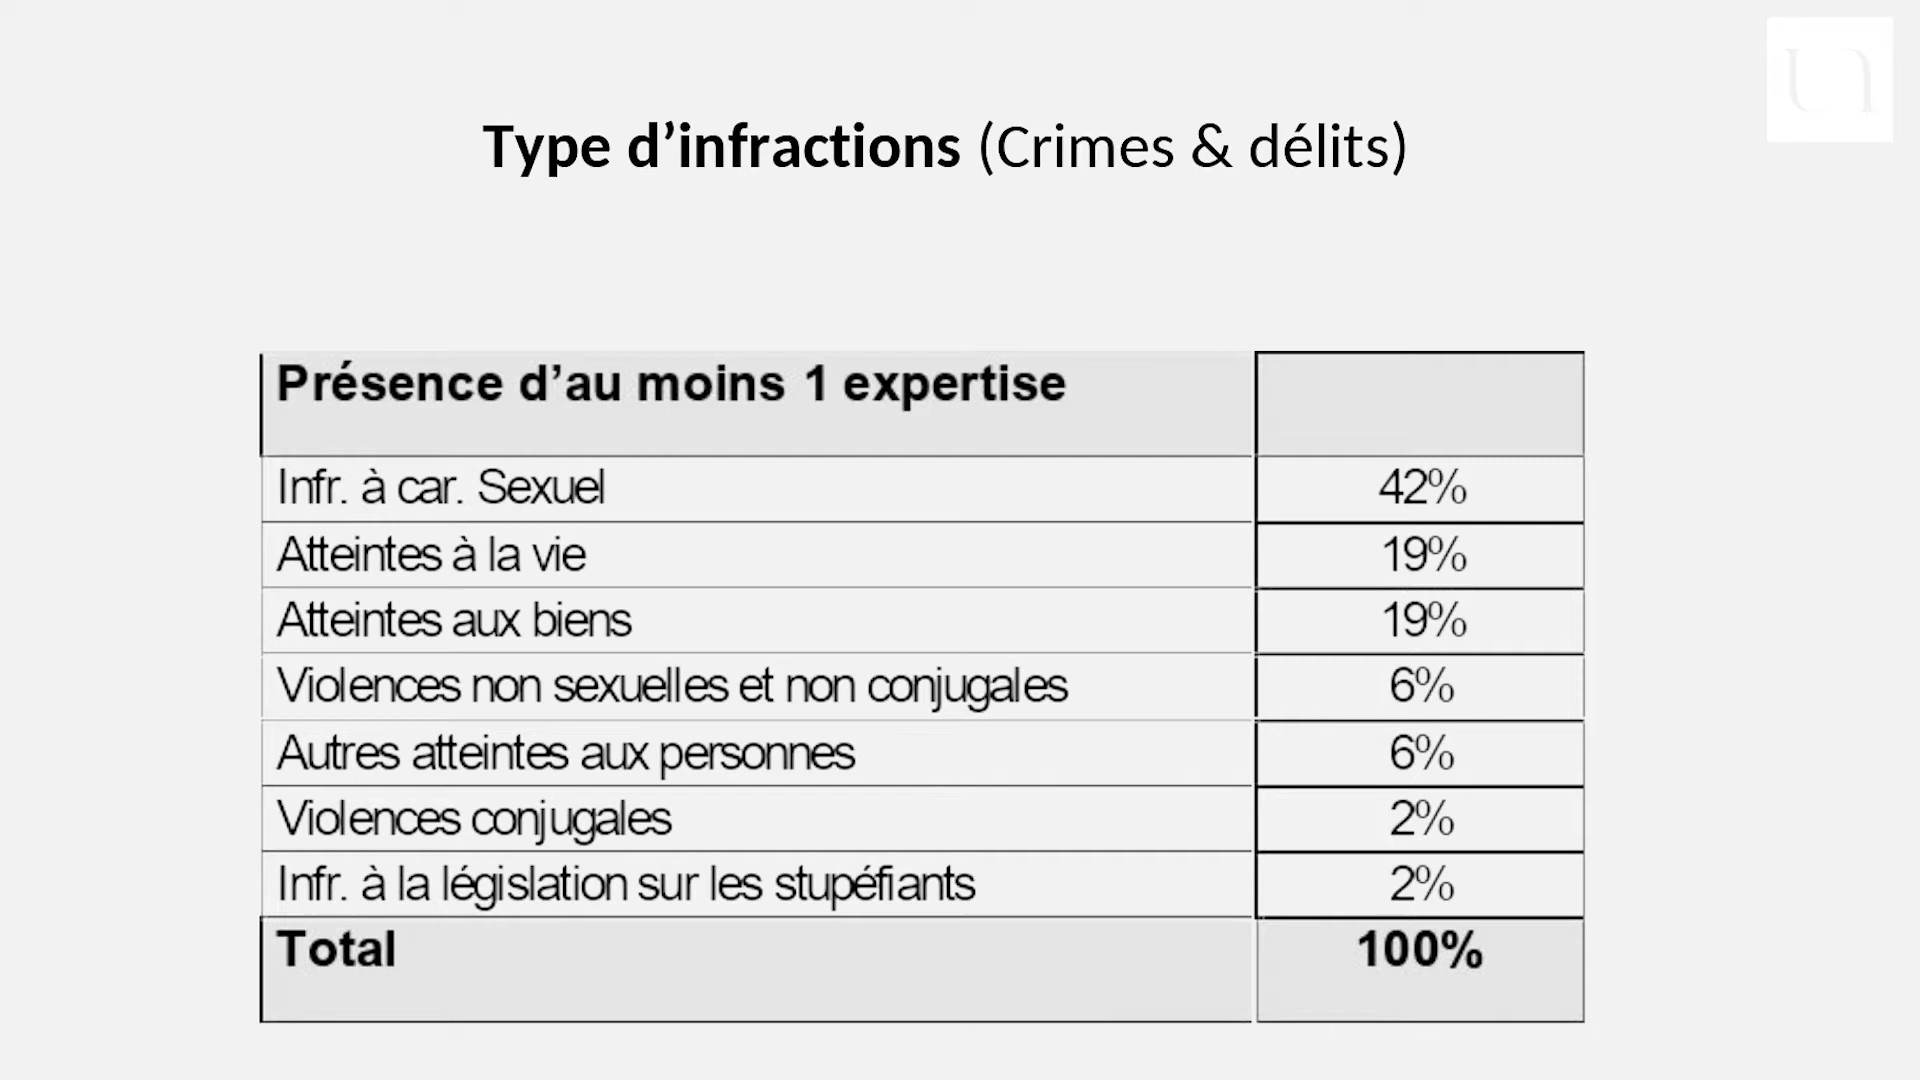 Type d’infractions (Crimes & délits)
Présence d’au moins 1 expertise
Infr. à car. Sexuel 42%
Atteintes à la vie 19%
Atteintes aux biens 19%
Violences non sexuelles et non conjugales 6%
Autres atteintes aux personnes 6%
Violences conjugales 2%
Infr. à la législation sur les stupéfiants 2%
Total 100%